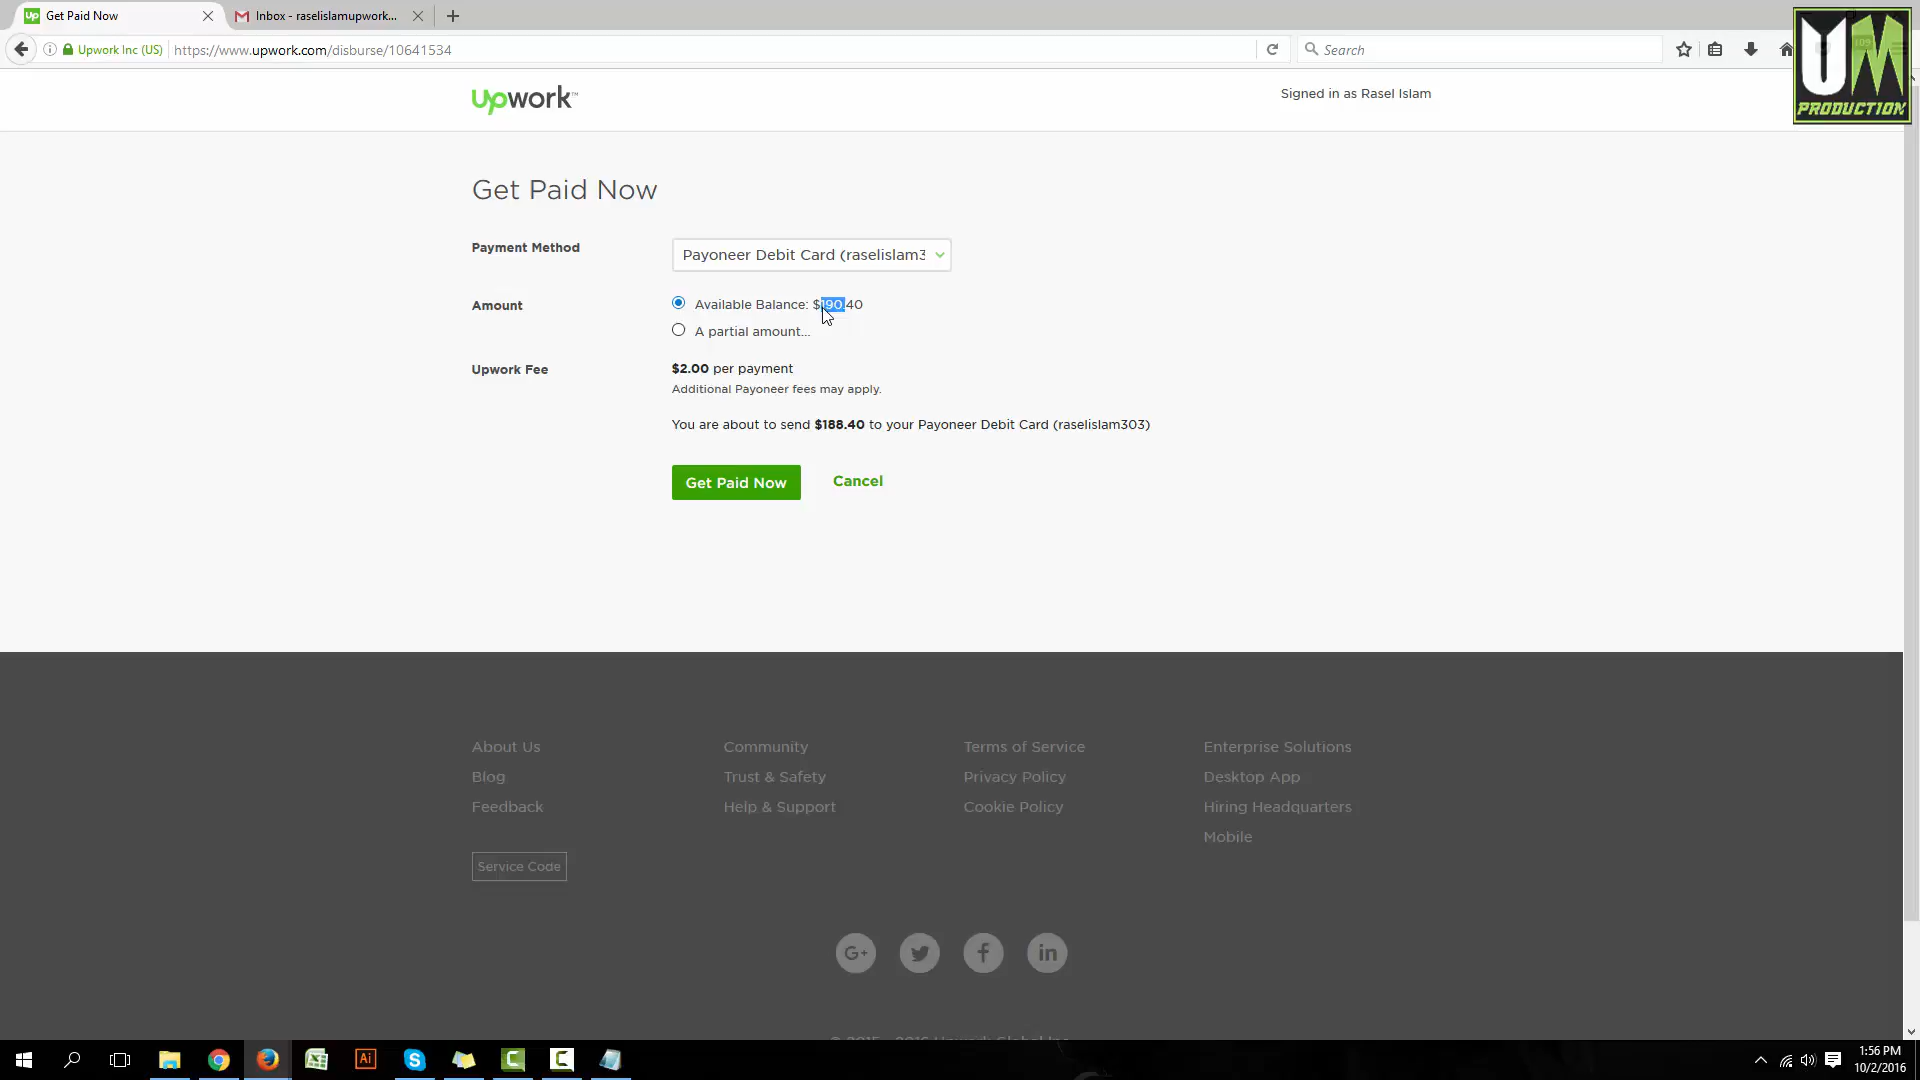 Get Paid Now
Inbox - raselislamupwork...
Upwork Inc (US)
https://www.upwork.com/disburse/10641534
Search
UM
PRODUCTION
Upwork™
Signed in as Rasel Islam
Get Paid Now
Payment Method
Payoneer Debit Card (raselislam3
Amount
Available Balance: $190.40
A partial amount...
Upwork Fee
$2.00 per payment
Additional Payoneer fees may apply.
You are about to send $188.40 to your Payoneer Debit Card (raselislam303)
Get Paid Now
Cancel
About Us
Community
Terms of Service
Enterprise Solutions
Blog
Trust & Safety
Privacy Policy
Desktop App
Feedback
Help & Support
Cookie Policy
Hiring Headquarters
Mobile
Service Code
1:56 PM
10/2/2016